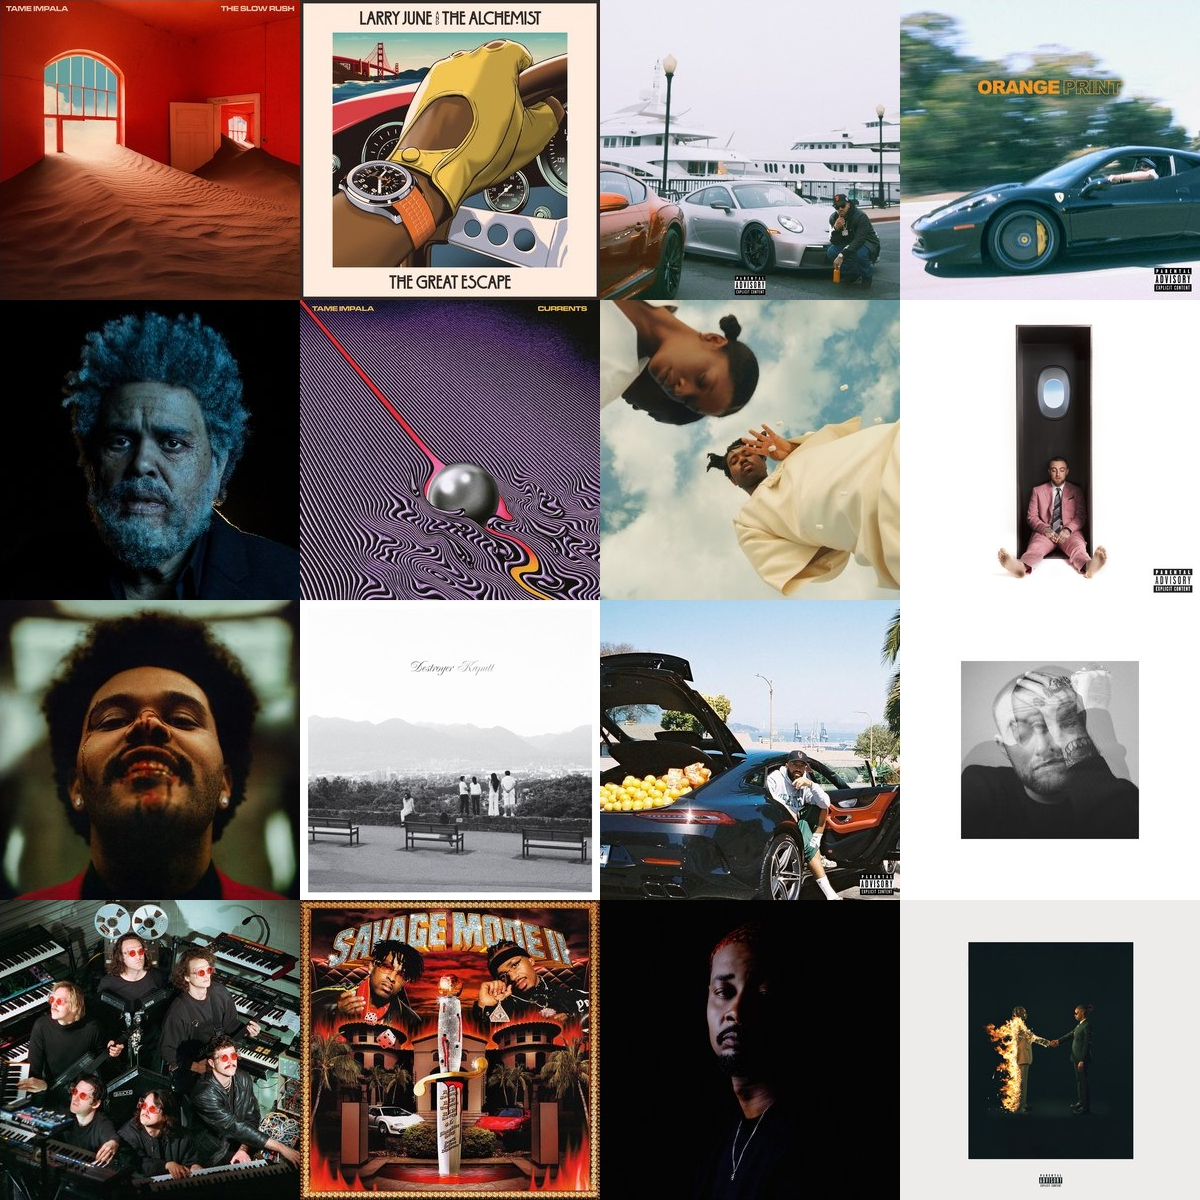 TAME IMPALA
THE SLOW RUSH
LARRY JUNE AND THE ALCHEMIST
THE GREAT ESCAPE
PARENTAL
ADVISORY
EXPLICIT CONTENT
ORANGE PRINT
PARENTAL
ADVISORY
EXPLICIT CONTENT
TAME IMPALA
CURRENTS
PARENTAL
ADVISORY
EXPLICIT CONTENT
Destroyer Kaputt
PARENTAL
ADVISORY
EXPLICIT CONTENT
SAVAGE MODE II
PARENTAL
ADVISORY
EXPLICIT CONTENT